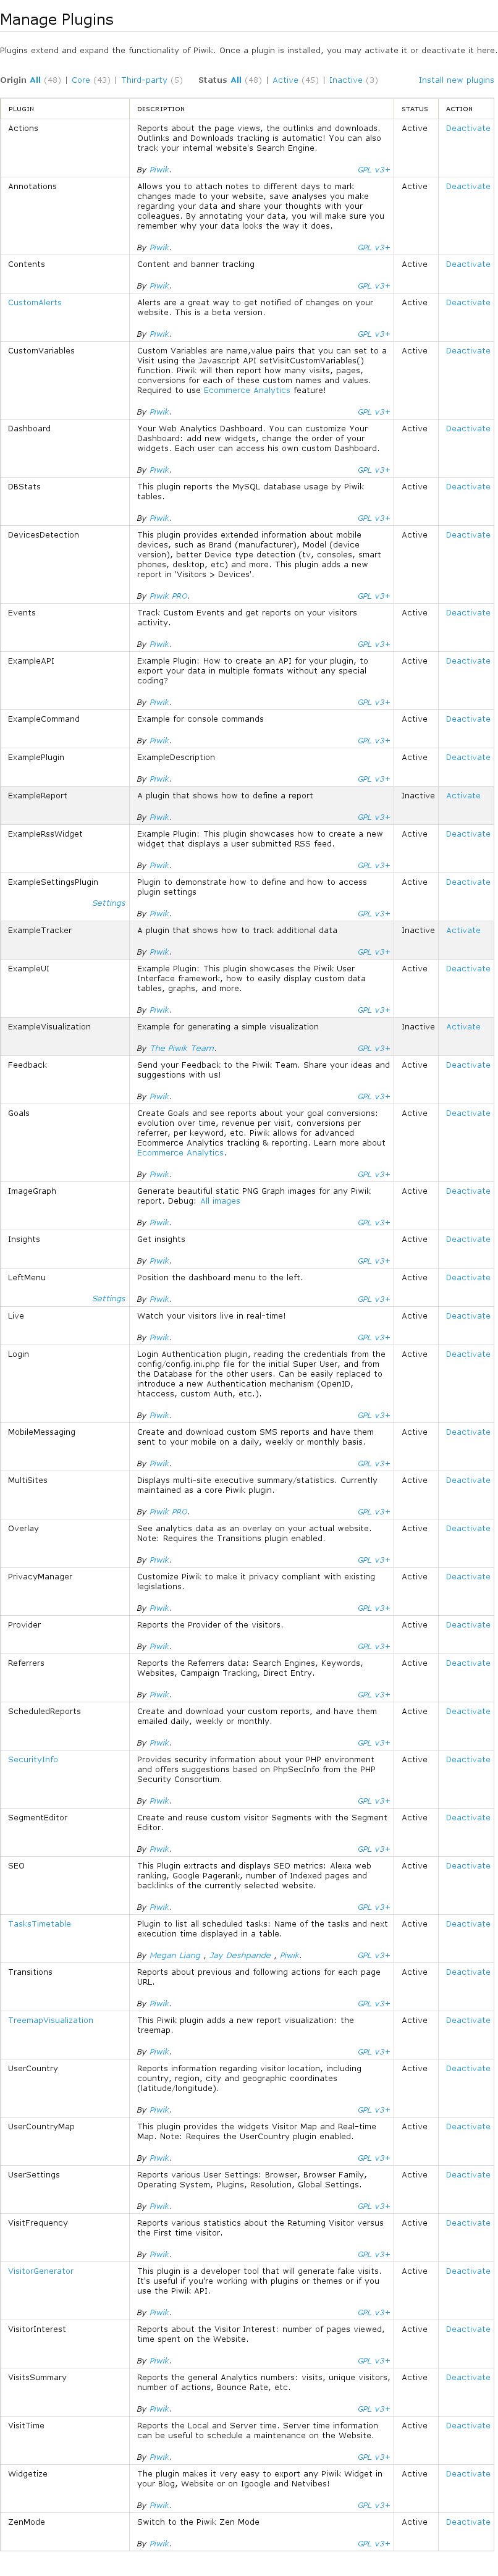 Manage Plugins
Plugins extend and expand the functionality of Piwik. Once a plugin is installed, you may activate it or deactivate it here.
Origin All (48) | Core (43) | Third-party (5) Status All (48) | Active (45) | Inactive (3) Install new plugins
PLUGIN DESCRIPTION STATUS ACTION
Actions Reports about the page views, the outlinks and downloads. Active Deactivate
Outlinks and Downloads tracking is automatic! You can also
track your internal website's Search Engine.
By Piwik. GPL v3+
Annotations Allows you to attach notes to different days to mark Active Deactivate
changes made to your website, save analyses you make
regarding your data and share your thoughts with your
colleagues. By annotating your data, you will make sure you
remember why your data looks the way it does.
By Piwik. GPL v3+
Contents Content and banner tracking Active Deactivate
By Piwik. GPL v3+
CustomAlerts Alerts are a great way to get notified of changes on your Active Deactivate
website. This is a beta version.
By Piwik. GPL v3+
CustomVariables Custom Variables are name,value pairs that you can set to a Active Deactivate
Visit using the Javascript API setVisitCustomVariables()
function. Piwik will then report how many visits, pages,
conversions for each of these custom names and values.
Required to use Ecommerce Analytics feature!
By Piwik. GPL v3+
Dashboard Your Web Analytics Dashboard. You can customize Your Active Deactivate
Dashboard: add new widgets, change the order of your
widgets. Each user can access his own custom Dashboard.
By Piwik. GPL v3+
DBStats This plugin reports the MySQL database usage by Piwik Active Deactivate
tables.
By Piwik. GPL v3+
DevicesDetection This plugin provides extended information about mobile Active Deactivate
devices, such as Brand (manufacturer), Model (device
version), better Device type detection (tv, consoles, smart
phones, desktop, etc) and more. This plugin adds a new
report in 'Visitors > Devices'.
By Piwik PRO. GPL v3+
Events Track Custom Events and get reports on your visitors Active Deactivate
activity.
By Piwik. GPL v3+
ExampleAPI Example Plugin: How to create an API for your plugin, to Active Deactivate
export your data in multiple formats without any special
coding?
By Piwik. GPL v3+
ExampleCommand Example for console commands Active Deactivate
By Piwik. GPL v3+
ExamplePlugin ExampleDescription Active Deactivate
By Piwik. GPL v3+
ExampleReport A plugin that shows how to define a report Inactive Activate
By Piwik. GPL v3+
ExampleRssWidget Example Plugin: This plugin showcases how to create a new Active Deactivate
widget that displays a user submitted RSS feed.
By Piwik. GPL v3+
ExampleSettingsPlugin Plugin to demonstrate how to define and how to access Active Deactivate
plugin settings
Settings
By Piwik. GPL v3+
ExampleTracker A plugin that shows how to track additional data Inactive Activate
By Piwik. GPL v3+
ExampleUI Example Plugin: This plugin showcases the Piwik User Active Deactivate
Interface framework, how to easily display custom data
tables, graphs, and more.
By Piwik. GPL v3+
ExampleVisualization Example for generating a simple visualization Inactive Activate
By The Piwik Team. GPL v3+
Feedback Send your Feedback to the Piwik Team. Share your ideas and Active Deactivate
suggestions with us!
By Piwik. GPL v3+
Goals Create Goals and see reports about your goal conversions: Active Deactivate
evolution over time, revenue per visit, conversions per
referrer, per keyword, etc. Piwik allows for advanced
Ecommerce Analytics tracking & reporting. Learn more about
Ecommerce Analytics.
By Piwik. GPL v3+
ImageGraph Generate beautiful static PNG Graph images for any Piwik Active Deactivate
report. Debug: All images
By Piwik. GPL v3+
Insights Get insights Active Deactivate
By Piwik. GPL v3+
LeftMenu Position the dashboard menu to the left. Active Deactivate
Settings By Piwik. GPL v3+
Live Watch your visitors live in real-time! Active Deactivate
By Piwik. GPL v3+
Login Login Authentication plugin, reading the credentials from the Active Deactivate
config/config.ini.php file for the initial Super User, and from
the Database for the other users. Can be easily replaced to
introduce a new Authentication mechanism (OpenID,
htaccess, custom Auth, etc.).
By Piwik. GPL v3+
MobileMessaging Create and download custom SMS reports and have them Active Deactivate
sent to your mobile on a daily, weekly or monthly basis.
By Piwik. GPL v3+
MultiSites Displays multi-site executive summary/statistics. Currently Active Deactivate
maintained as a core Piwik plugin.
By Piwik PRO. GPL v3+
Overlay See analytics data as an overlay on your actual website. Active Deactivate
Note: Requires the Transitions plugin enabled.
By Piwik. GPL v3+
PrivacyManager Customize Piwik to make it privacy compliant with existing Active Deactivate
legislations.
By Piwik. GPL v3+
Provider Reports the Provider of the visitors. Active Deactivate
By Piwik. GPL v3+
Referrers Reports the Referrers data: Search Engines, Keywords, Active Deactivate
Websites, Campaign Tracking, Direct Entry.
By Piwik. GPL v3+
ScheduledReports Create and download your custom reports, and have them Active Deactivate
emailed daily, weekly or monthly.
By Piwik. GPL v3+
SecurityInfo Provides security information about your PHP environment Active Deactivate
and offers suggestions based on PhpSecInfo from the PHP
Security Consortium.
By Piwik. GPL v3+
SegmentEditor Create and reuse custom visitor Segments with the Segment Active Deactivate
Editor.
By Piwik. GPL v3+
SEO This Plugin extracts and displays SEO metrics: Alexa web Active Deactivate
ranking, Google Pagerank, number of Indexed pages and
backlinks of the currently selected website.
By Piwik. GPL v3+
TasksTimetable Plugin to list all scheduled tasks: Name of the tasks and next Active Deactivate
execution time displayed in a table.
By Megan Liang , Jay Deshpande , Piwik. GPL v3+
Transitions Reports about previous and following actions for each page Active Deactivate
URL.
By Piwik. GPL v3+
TreemapVisualization This Piwik plugin adds a new report visualization: the Active Deactivate
treemap.
By Piwik. GPL v3+
UserCountry Reports information regarding visitor location, including Active Deactivate
country, region, city and geographic coordinates
(latitude/longitude).
By Piwik. GPL v3+
UserCountryMap This plugin provides the widgets Visitor Map and Real-time Active Deactivate
Map. Note: Requires the UserCountry plugin enabled.
By Piwik. GPL v3+
UserSettings Reports various User Settings: Browser, Browser Family, Active Deactivate
Operating System, Plugins, Resolution, Global Settings.
By Piwik. GPL v3+
VisitFrequency Reports various statistics about the Returning Visitor versus Active Deactivate
the First time visitor.
By Piwik. GPL v3+
VisitorGenerator This plugin is a developer tool that will generate fake visits. Active Deactivate
It's useful if you're working with plugins or themes or if you
use the Piwik API.
By Piwik. GPL v3+
VisitorInterest Reports about the Visitor Interest: number of pages viewed, Active Deactivate
time spent on the Website.
By Piwik. GPL v3+
VisitsSummary Reports the general Analytics numbers: visits, unique visitors, Active Deactivate
number of actions, Bounce Rate, etc.
By Piwik. GPL v3+
VisitTime Reports the Local and Server time. Server time information Active Deactivate
can be useful to schedule a maintenance on the Website.
By Piwik. GPL v3+
Widgetize The plugin makes it very easy to export any Piwik Widget in Active Deactivate
your Blog, Website or on Igoogle and Netvibes!
By Piwik. GPL v3+
ZenMode Switch to the Piwik Zen Mode Active Deactivate
By Piwik. GPL v3+